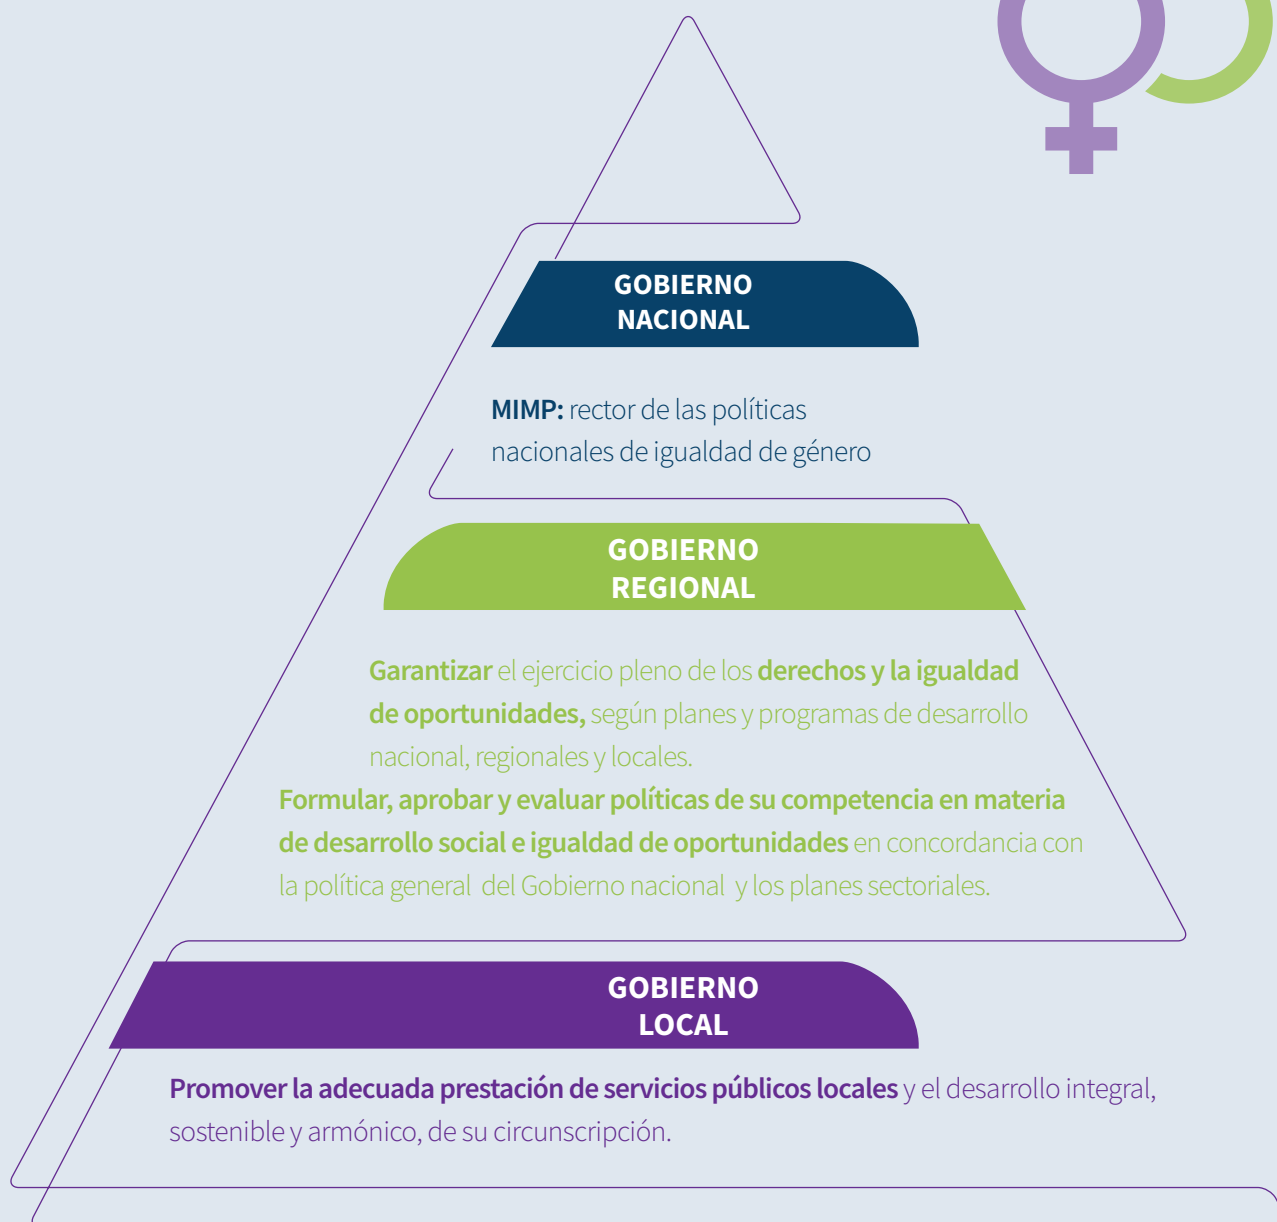 GOBIERNO
NACIONAL
MIMP: rector de las políticas
nacionales de igualdad de género
GOBIERNO
REGIONAL
Garantizar el ejercicio pleno de los derechos y la igualdad
de oportunidades, según planes y programas de desarrollo
nacional, regionales y locales.
Formular, aprobar y evaluar políticas de su competencia en materia
de desarrollo social e igualdad de oportunidades en concordancia con
la política general del Gobierno nacional y los planes sectoriales.
GOBIERNO
LOCAL
Promover la adecuada prestación de servicios públicos locales y el desarrollo integral,
sostenible y armónico, de su circunscripción.